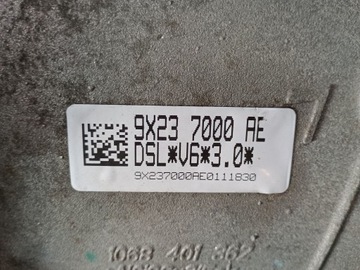 9X23 7000 AE
DSL*V6*3.0*
9X237000AE0111830
1068 401 362